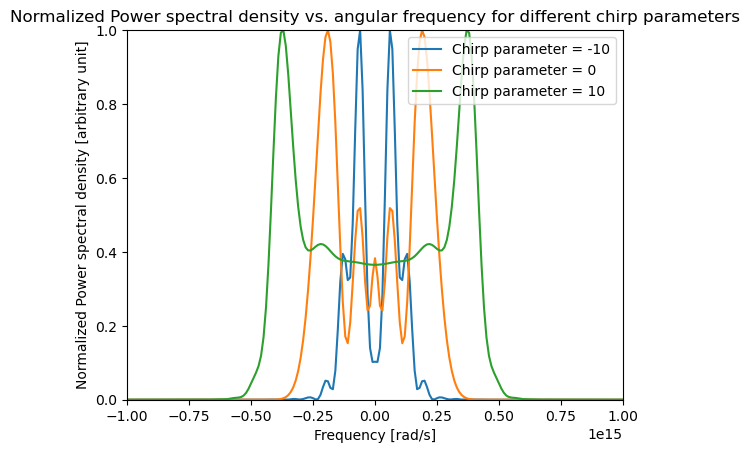 Normalized Power spectral density vs. angular frequency for different chirp parameters
Normalized Power spectral density [arbitrary unit]
1.0
0.8
0.6
0.4
0.2
0.0
Chirp parameter = -10
Chirp parameter = 0
Chirp parameter = 10
−1.00 −0.75 −0.50 −0.25 0.00 0.25 0.50 0.75 1.00
1e15
Frequency [rad/s]